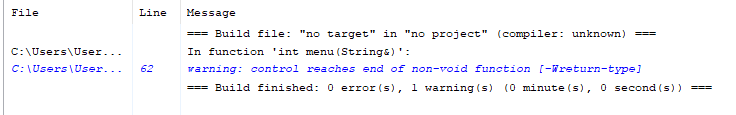 File Line Message
=== Build file: "no target" in "no project" (compiler: unknown) ===
C:\Users\User... In function 'int menu(String&)':
C:\Users\User... 62 warning: control reaches end of non-void function [-Wreturn-type]
=== Build finished: 0 error(s), 1 warning(s) (0 minute(s), 0 second(s)) ===